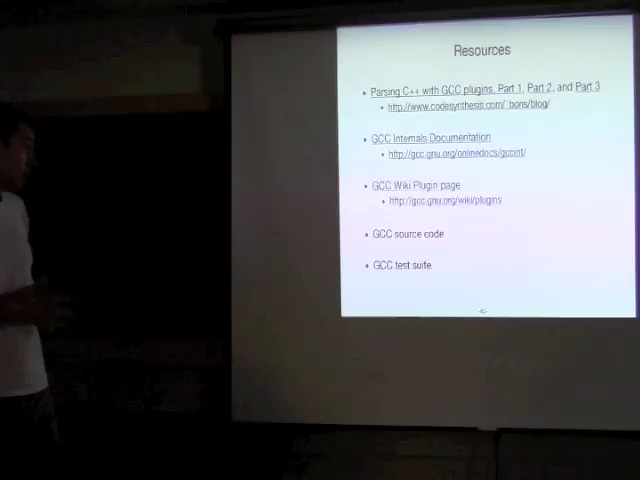 Resources
• Parsing C++ with GCC plugins, Part 1, Part 2, and Part 3
• http://www.codesynthesis.com/~boris/blog/
• GCC Internals Documentation
• http://gcc.gnu.org/onlinedocs/gccint/
• GCC Wiki Plugin page
• http://gcc.gnu.org/wiki/plugins
• GCC source code
• GCC test suite